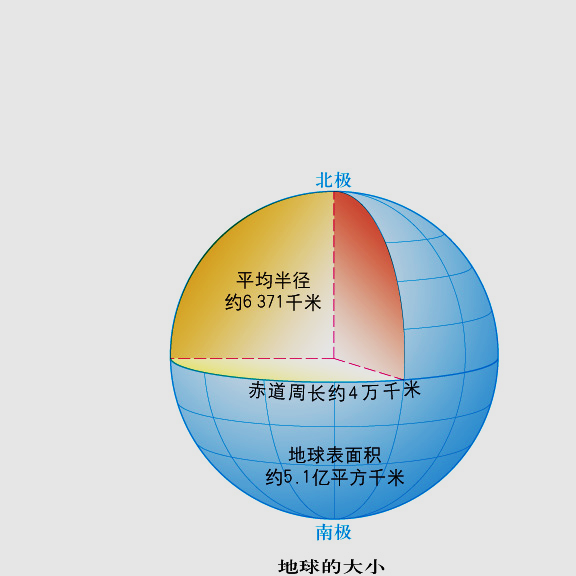 北极
平均半径
约6 371千米
赤道周长约4万千米
地球表面积
约5.1亿平方千米
南极
地球的大小